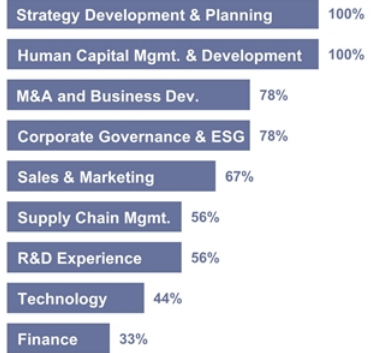 Strategy Development & Planning 100%
Human Capital Mgmt. & Development 100%
M&A and Business Dev. 78%
Corporate Governance & ESG 78%
Sales & Marketing 67%
Supply Chain Mgmt. 56%
R&D Experience 56%
Technology 44%
Finance 33%